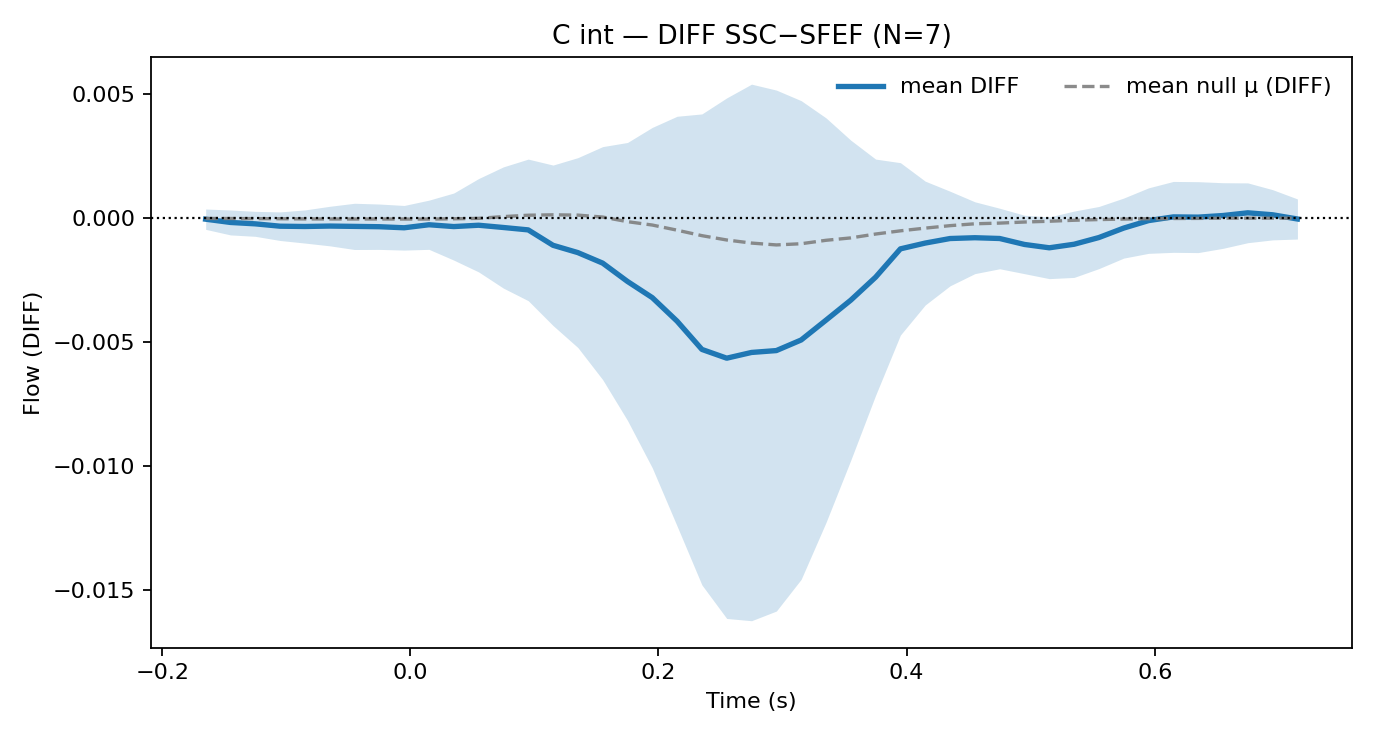 C int — DIFF SSC−SFEF (N=7)
mean DIFF
mean null μ (DIFF)
Flow (DIFF)
0.005
0.000
−0.005
−0.010
−0.015
−0.2
0.0
0.2
0.4
0.6
Time (s)